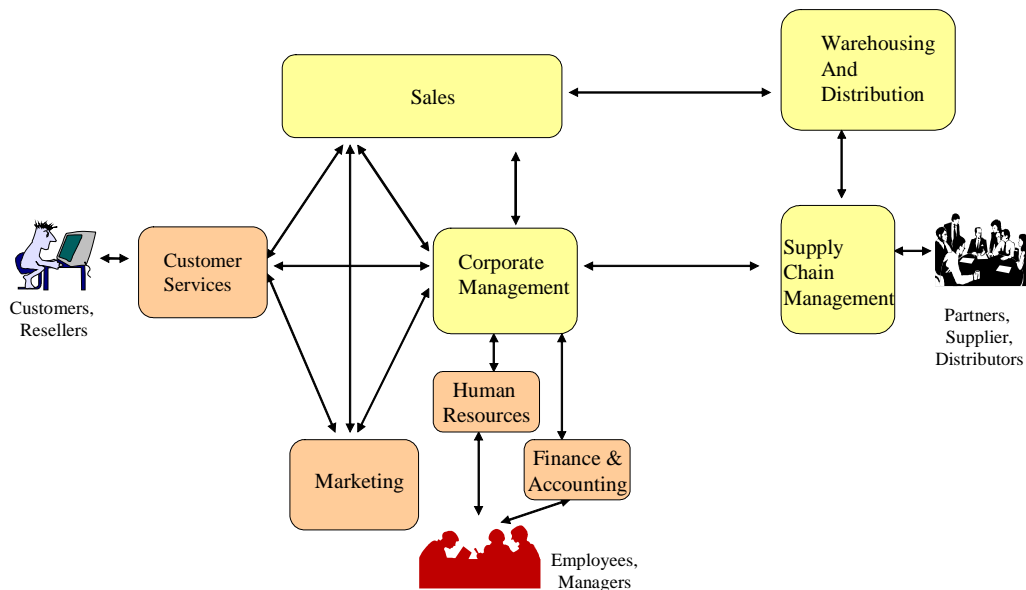 Warehousing
And
Distribution
Sales
Customer
Services
Corporate
Management
Supply
Chain
Management
Customers,
Resellers
Partners,
Supplier,
Distributors
Human
Resources
Marketing
Finance &
Accounting
Employees,
Managers